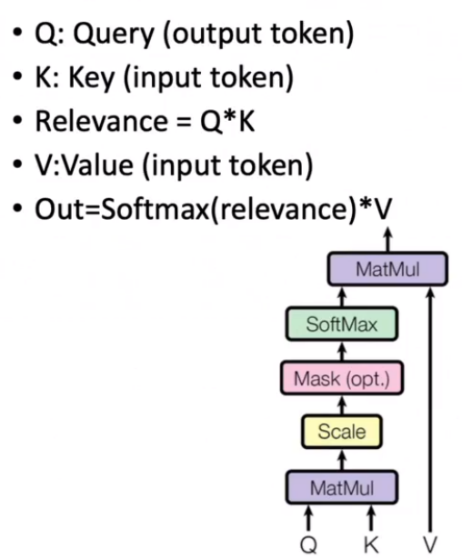 • Q: Query (output token)
• K: Key (input token)
• Relevance = Q*K
• V:Value (input token)
• Out=Softmax(relevance)*V
MatMul
SoftMax
Mask (opt.)
Scale
MatMul
Q K V